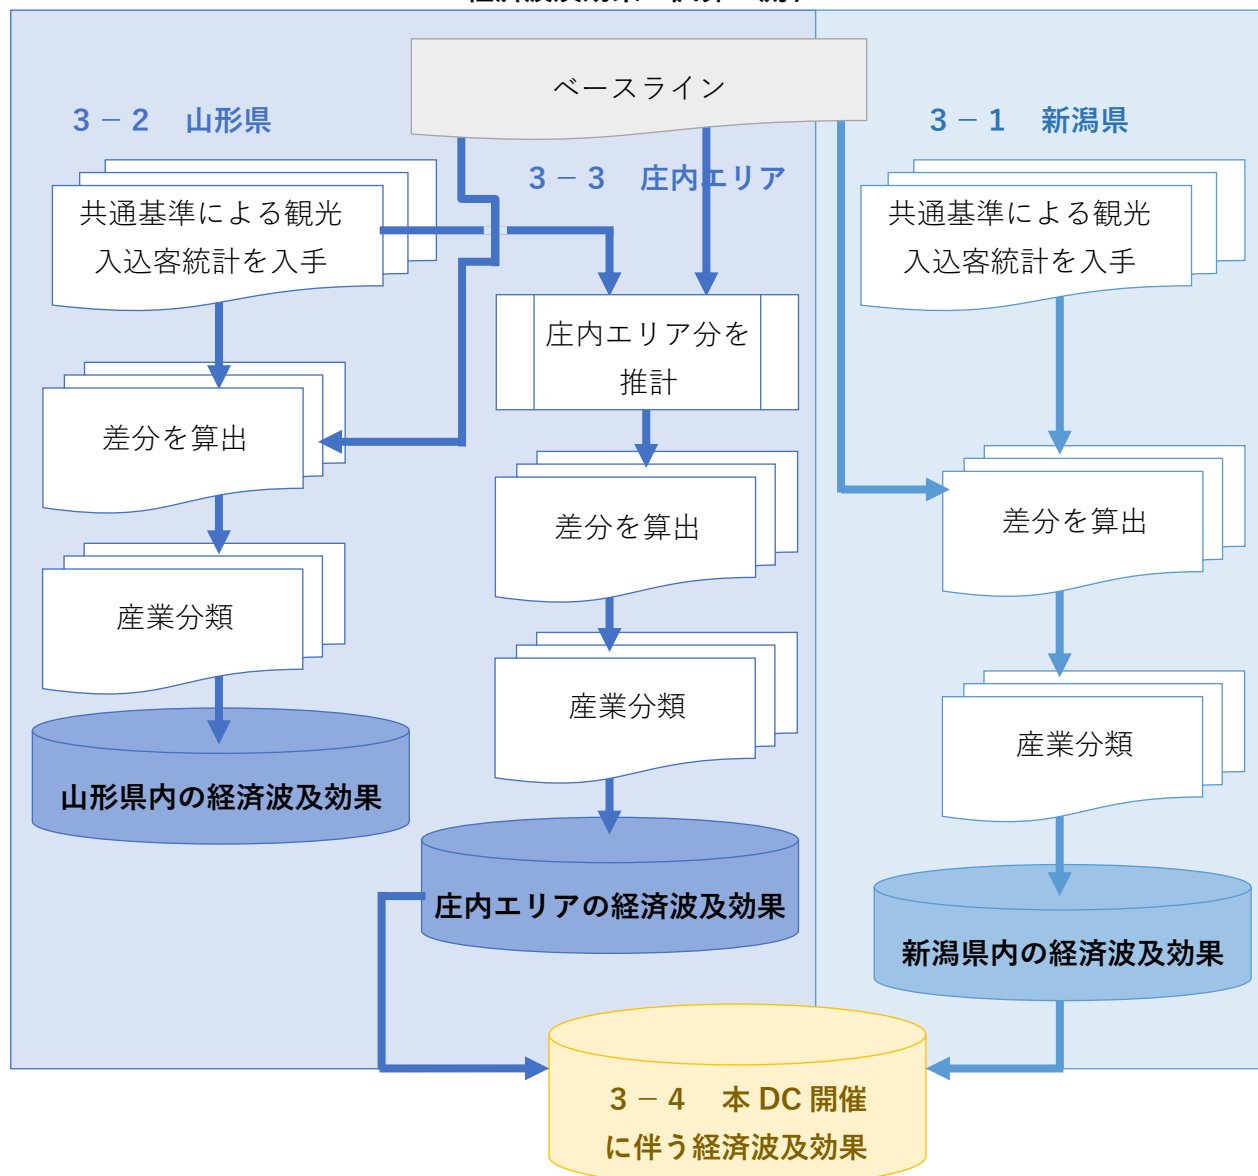 ベースライン
3－2　山形県
3－1　新潟県
3－3　庄内エリア
共通基準による観光
入込客統計を入手
共通基準による観光
入込客統計を入手
庄内エリア分を
推計
差分を算出
差分を算出
差分を算出
産業分類
産業分類
産業分類
山形県内の経済波及効果
庄内エリアの経済波及効果
新潟県内の経済波及効果
3－4　本 DC 開催
に伴う経済波及効果